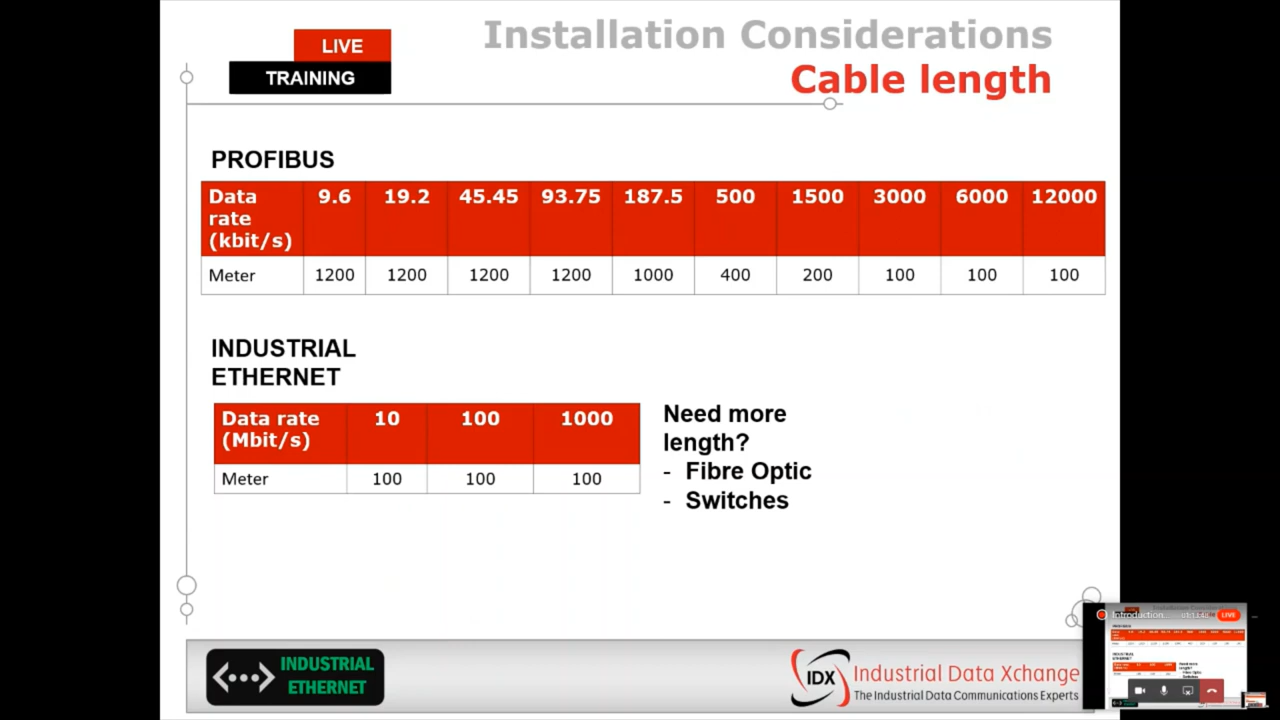 Installation Considerations
Cable length
LIVE
TRAINING
PROFIBUS
Data rate (kbit/s) 9.6 19.2 45.45 93.75 187.5 500 1500 3000 6000 12000
Meter 1200 1200 1200 1200 1000 400 200 100 100 100
INDUSTRIAL
ETHERNET
Data rate (Mbit/s) 10 100 1000
Meter 100 100 100
Need more
length?
- Fibre Optic
- Switches
INDUSTRIAL
ETHERNET
IDX Industrial Data Xchange
The Industrial Data Communications Experts
Introduction
LIVE